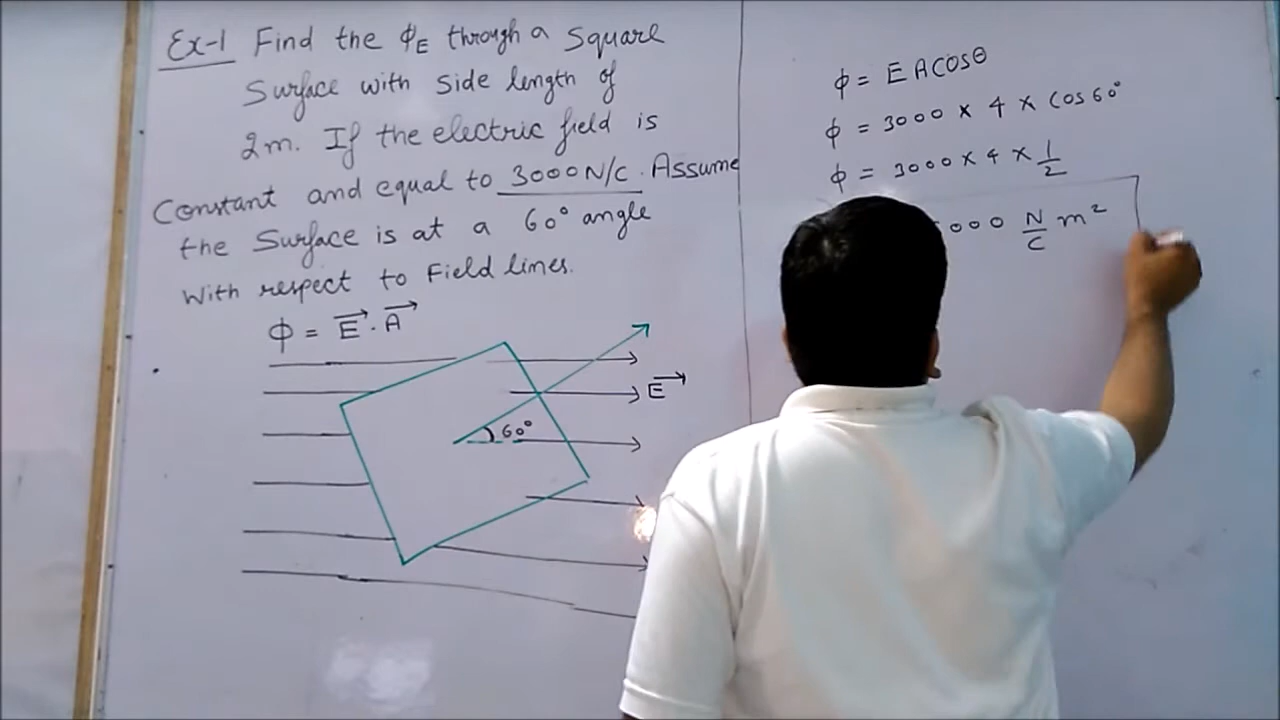 Ex-1 Find the ϕE through a square
Surface with side length of
2m. If the electric field is
Constant and equal to 3000 N/C. Assume
the Surface is at a 60° angle
With respect to Field lines.
ϕ = E⃗ . A⃗
E⃗
60°
ϕ = E A cosθ
ϕ = 3000 × 4 × cos 60°
ϕ = 3000 × 4 × 1/2
000 N/C m²